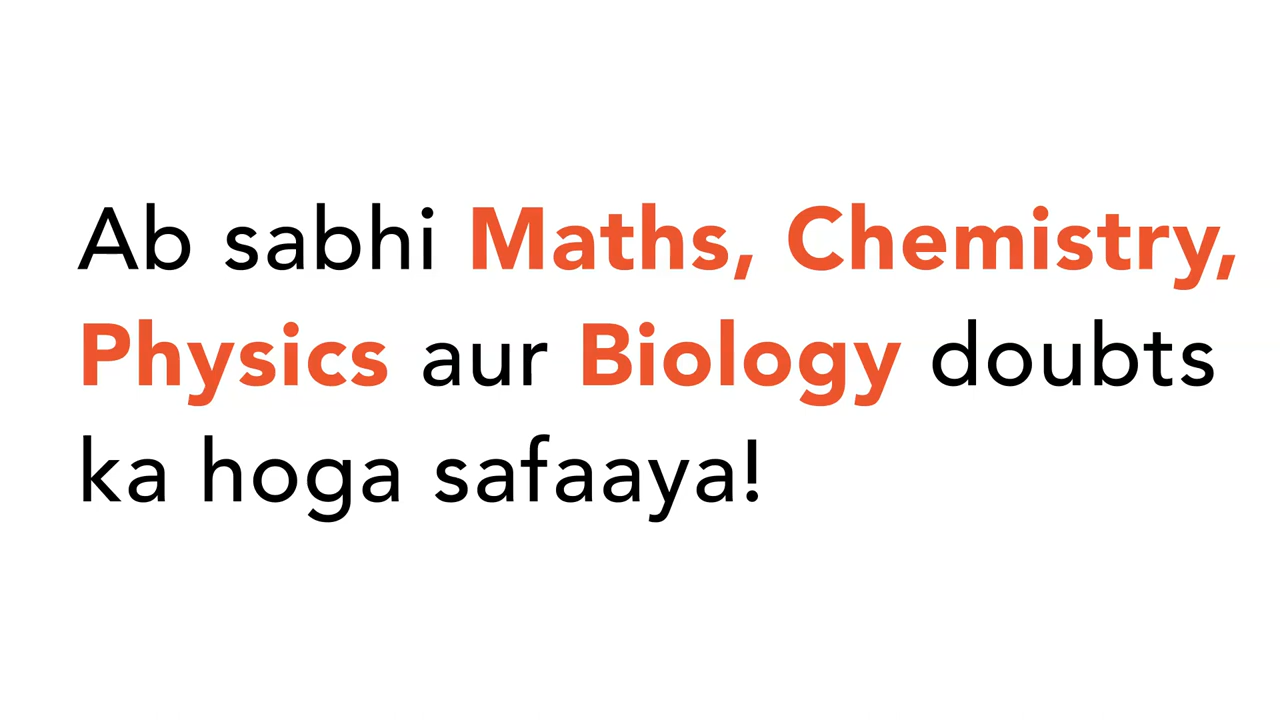 Ab sabhi Maths, Chemistry,
Physics aur Biology doubts
ka hoga safaaya!